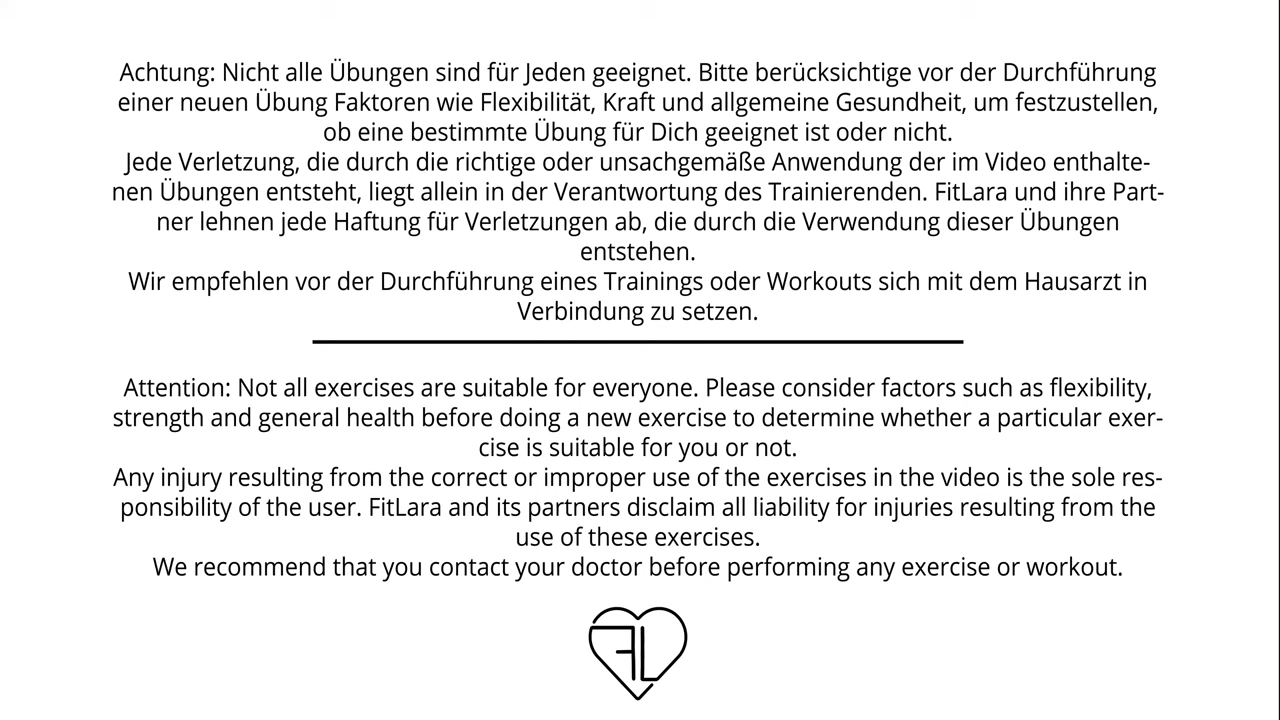 Achtung: Nicht alle Übungen sind für Jeden geeignet. Bitte berücksichtige vor der Durchführung
einer neuen Übung Faktoren wie Flexibilität, Kraft und allgemeine Gesundheit, um festzustellen,
ob eine bestimmte Übung für Dich geeignet ist oder nicht.
Jede Verletzung, die durch die richtige oder unsachgemäße Anwendung der im Video enthalte-
nen Übungen entsteht, liegt allein in der Verantwortung des Trainierenden. FitLara und ihre Part-
ner lehnen jede Haftung für Verletzungen ab, die durch die Verwendung dieser Übungen
entstehen.
Wir empfehlen vor der Durchführung eines Trainings oder Workouts sich mit dem Hausarzt in
Verbindung zu setzen.
Attention: Not all exercises are suitable for everyone. Please consider factors such as flexibility,
strength and general health before doing a new exercise to determine whether a particular exer-
cise is suitable for you or not.
Any injury resulting from the correct or improper use of the exercises in the video is the sole res-
ponsibility of the user. FitLara and its partners disclaim all liability for injuries resulting from the
use of these exercises.
We recommend that you contact your doctor before performing any exercise or workout.
FL